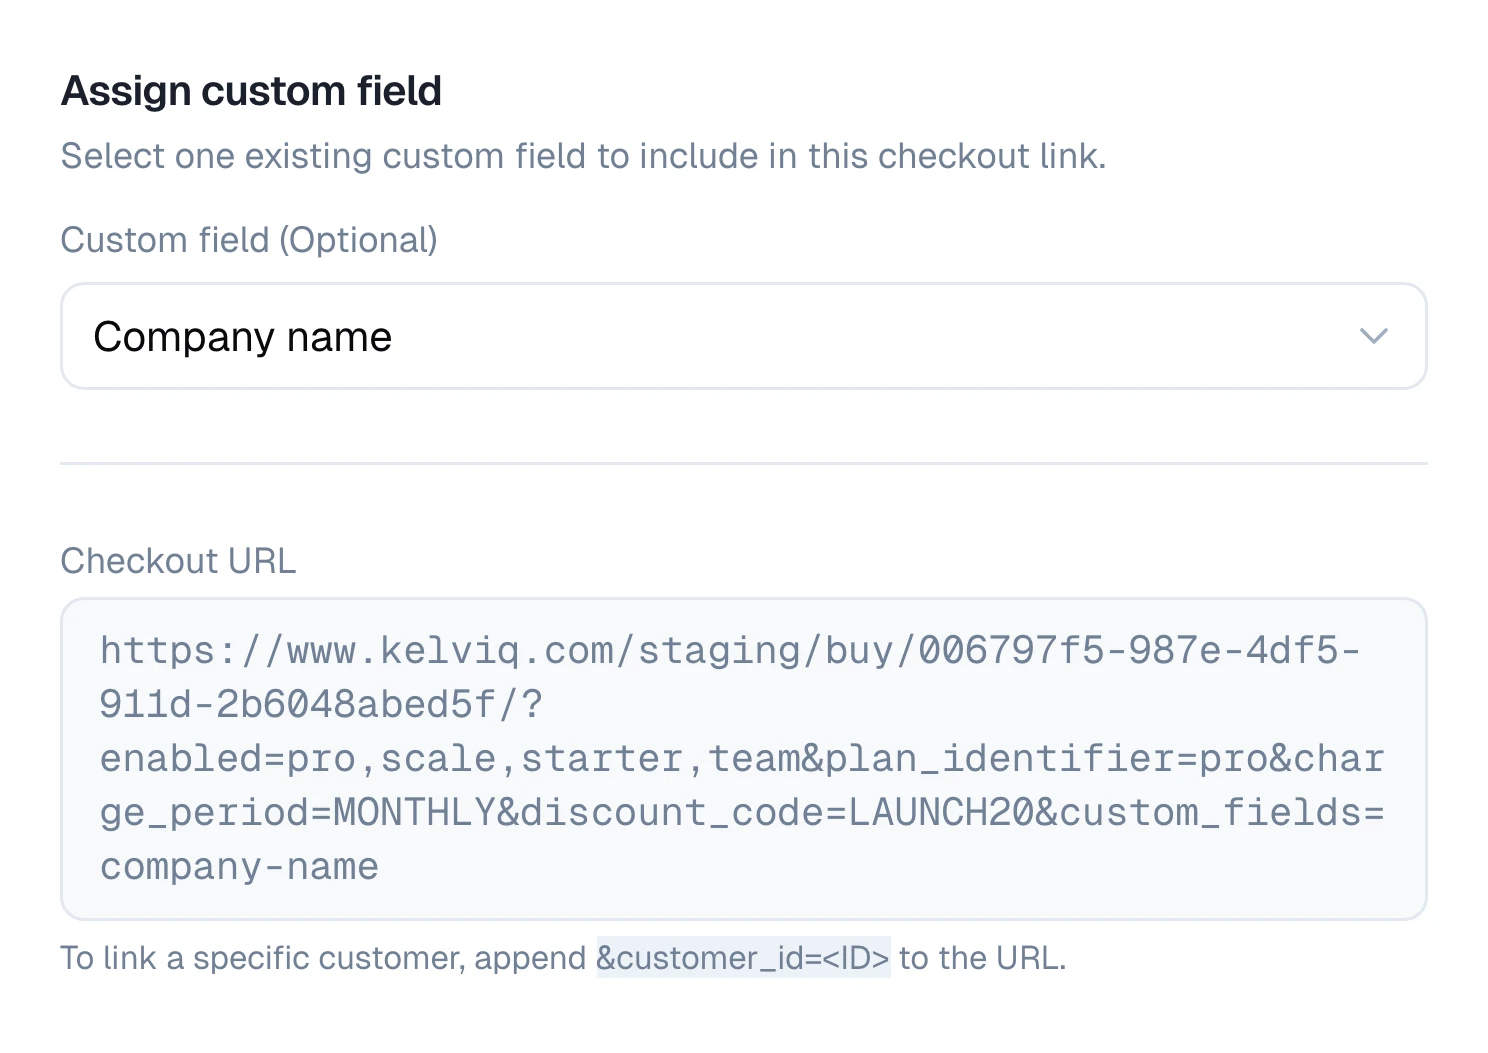 Assign custom field
Select one existing custom field to include in this checkout link.
Custom field (Optional)
Company name
Checkout URL
https://www.kelviq.com/staging/buy/006797f5-987e-4df5-
911d-2b6048abed5f/?
enabled=pro,scale,starter,team&plan_identifier=pro&char
ge_period=MONTHLY&discount_code=LAUNCH20&custom_fields=
company-name
To link a specific customer, append &customer_id=<ID> to the URL.